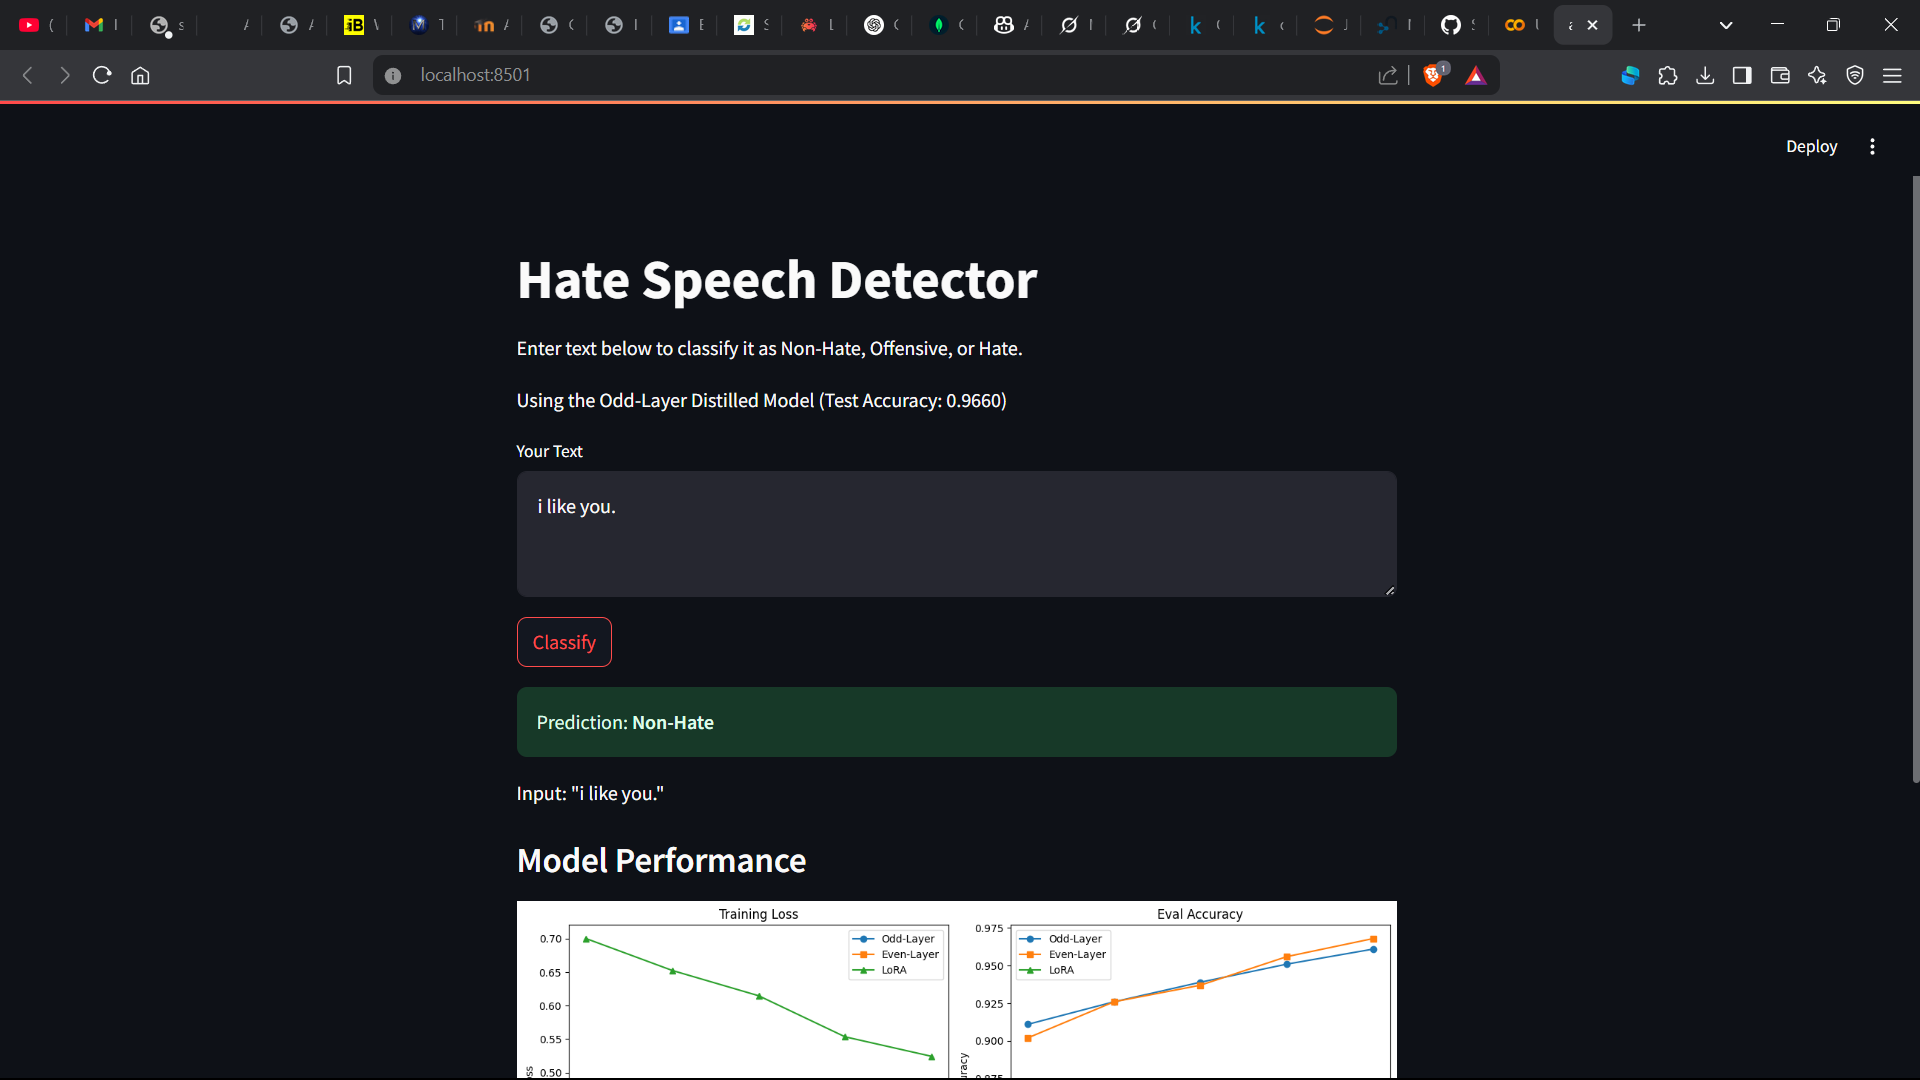 localhost:8501
1
Deploy
Hate Speech Detector
Enter text below to classify it as Non-Hate, Offensive, or Hate.
Using the Odd-Layer Distilled Model (Test Accuracy: 0.9660)
Your Text
i like you.
Classify
Prediction: Non-Hate
Input: "i like you."
Model Performance
Training Loss
0.70
0.65
0.60
0.55
0.50
Odd-Layer
Even-Layer
LoRA
Eval Accuracy
0.975
0.950
0.925
0.900
Odd-Layer
Even-Layer
LoRA